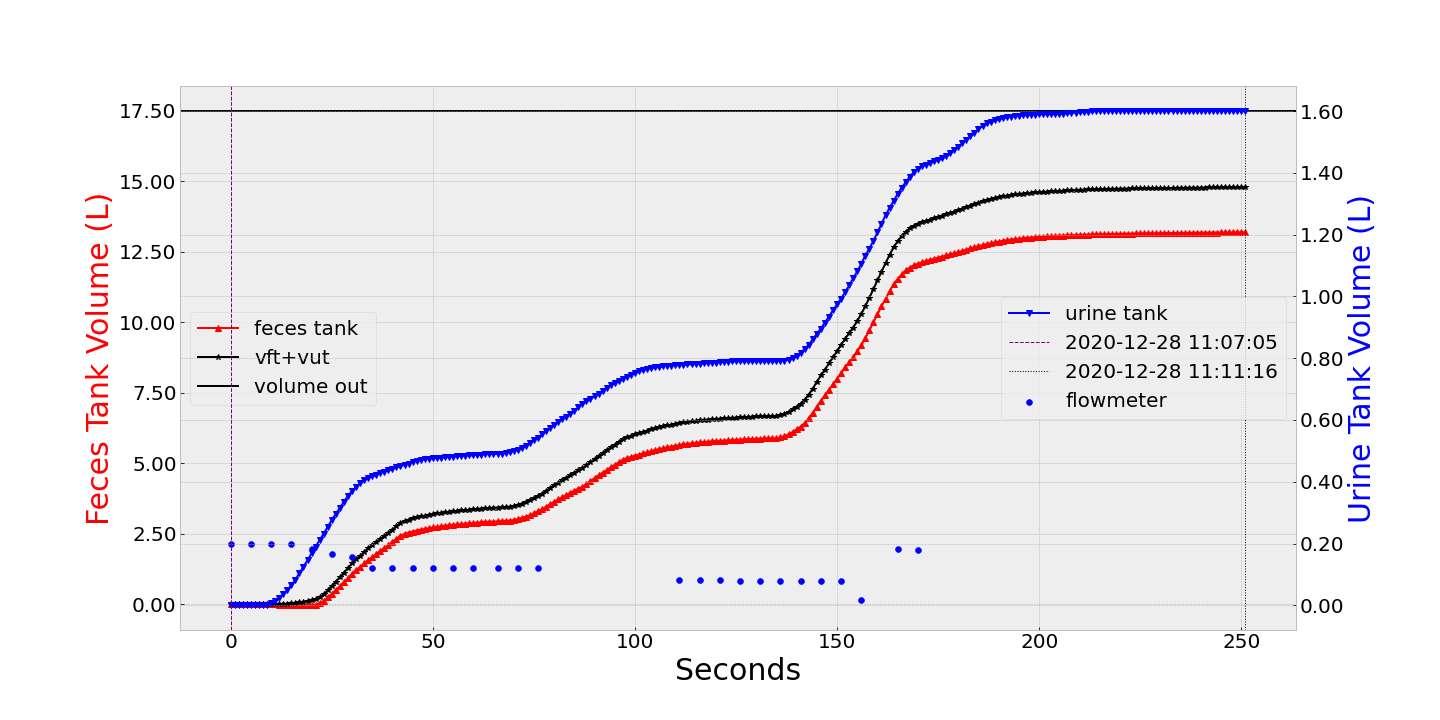 17.50
15.00
12.50
10.00
7.50
5.00
2.50
0.00
Feces Tank Volume (L)
feces tank
vft+vut
volume out
urine tank
2020-12-28 11:07:05
2020-12-28 11:11:16
flowmeter
1.60
1.40
1.20
1.00
0.80
0.60
0.40
0.20
0.00
Urine Tank Volume (L)
0 50 100 150 200 250
Seconds